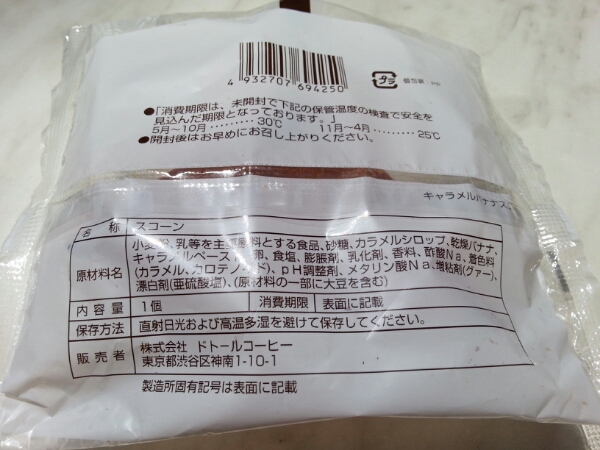 4 932707 694250
プラ
個包装：PP
●「消費期限は、未開封で下記の保管温度の検査で安全を
見込んだ期限となっております。」
5月〜10月………30℃ 11月〜4月………25℃
●開封後はお早めにお召し上がりください。
キャラメルバナナス
名 称 スコーン
小麦粉、乳等を主要原料とする食品、砂糖、カラメルシロップ、乾燥バナナ、
キャラメルペースト、卵、食塩、膨脹剤、乳化剤、香料、酢酸Na、着色料
原材料名 (カラメル、カロテノイド)、pH調整剤、メタリン酸Na、増粘剤(グァー)、
漂白剤(亜硫酸塩)、(原材料の一部に大豆を含む)
内容量 1個 消費期限 表面に記載
保存方法 直射日光および高温多湿を避けて保存してください。
販売者 株式会社 ドトールコーヒー
東京都渋谷区神南1-10-1
製造所固有記号は表面に記載